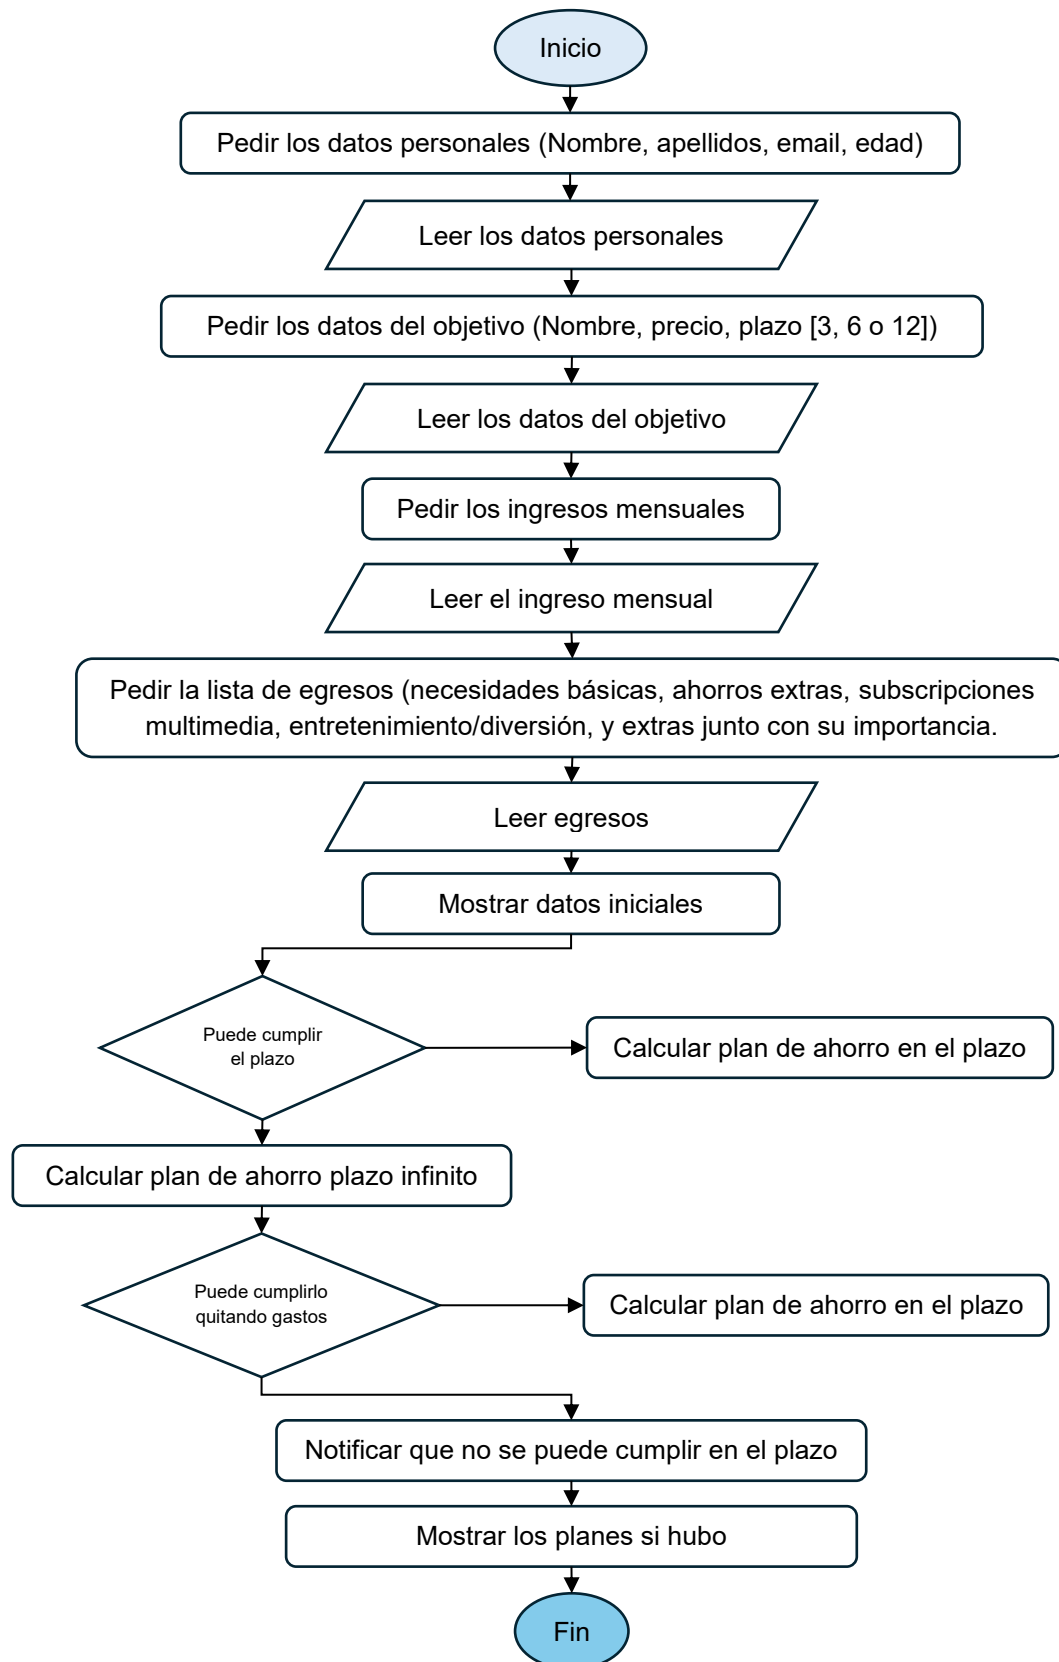 Inicio
Pedir los datos personales (Nombre, apellidos, email, edad)
Leer los datos personales
Pedir los datos del objetivo (Nombre, precio, plazo [3, 6 o 12])
Leer los datos del objetivo
Pedir los ingresos mensuales
Leer el ingreso mensual
Pedir la lista de egresos (necesidades básicas, ahorros extras, subscripciones
multimedia, entretenimiento/diversión, y extras junto con su importancia.
Leer egresos
Mostrar datos iniciales
Puede cumplir
el plazo
Calcular plan de ahorro en el plazo
Calcular plan de ahorro plazo infinito
Puede cumplirlo
quitando gastos
Calcular plan de ahorro en el plazo
Notificar que no se puede cumplir en el plazo
Mostrar los planes si hubo
Fin